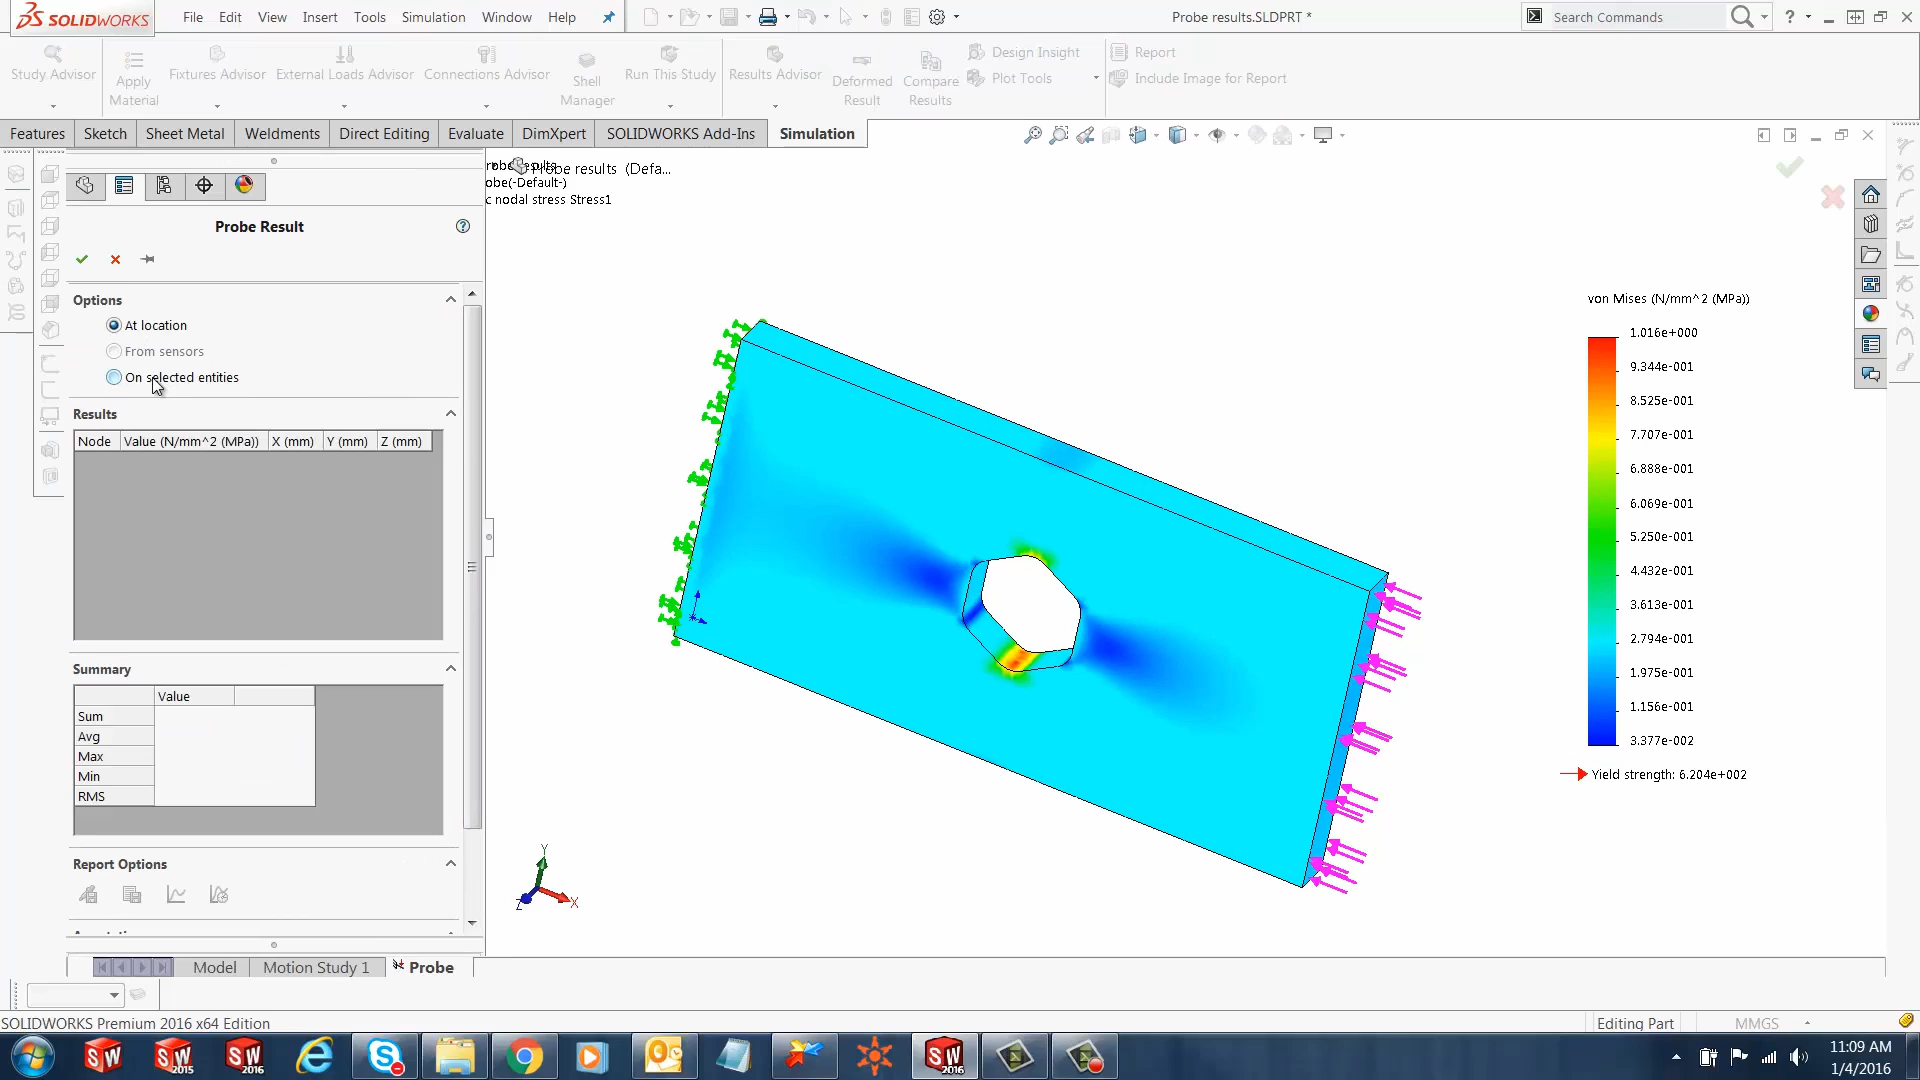 SOLIDWORKS
File Edit View Insert Tools Simulation Window Help
Probe results.SLDPRT *
Search Commands
Study Advisor
Apply Material
Fixtures Advisor
External Loads Advisor
Connections Advisor
Shell Manager
Run This Study
Results Advisor
Deformed Result
Compare Results
Design Insight
Plot Tools
Report
Include Image for Report
Features Sketch Sheet Metal Weldments Direct Editing Evaluate DimXpert SOLIDWORKS Add-Ins Simulation
Probe results (Defa...
obe(-Default-)
c nodal stress Stress1
Probe Result
Options
At location
From sensors
On selected entities
Results
Node Value (N/mm^2 (MPa)) X (mm) Y (mm) Z (mm)
Summary
Value
Sum
Avg
Max
Min
RMS
Report Options
von Mises (N/mm^2 (MPa))
1.016e+000
9.344e-001
8.525e-001
7.707e-001
6.888e-001
6.069e-001
5.250e-001
4.432e-001
3.613e-001
2.794e-001
1.975e-001
1.156e-001
3.377e-002
Yield strength: 6.204e+002
Y
Z
X
Model Motion Study 1 Probe
SOLIDWORKS Premium 2016 x64 Edition
Editing Part
MMGS
SW
SW 2015
SW 2016
SW 2016
11:09 AM
1/4/2016